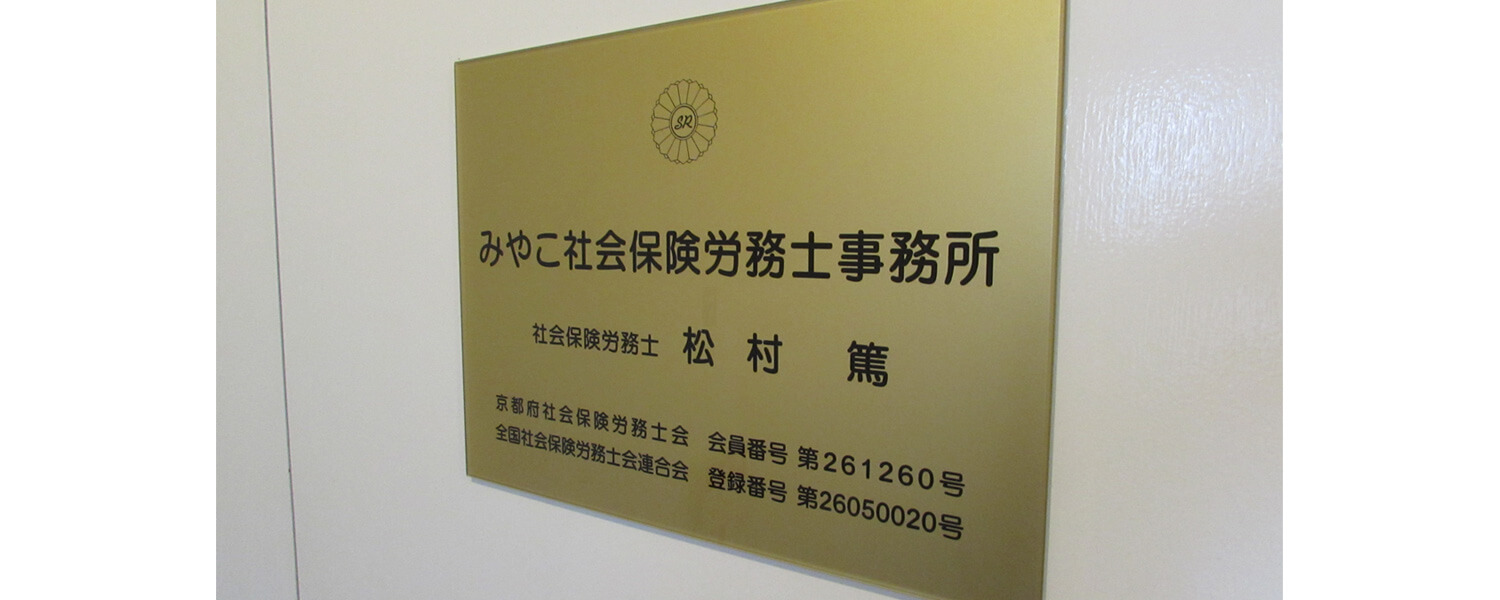 SR
みやこ社会保険労務士事務所
社会保険労務士 松村 篤
京都府社会保険労務士会 会員番号 第261260号
全国社会保険労務士会連合会 登録番号 第26050020号